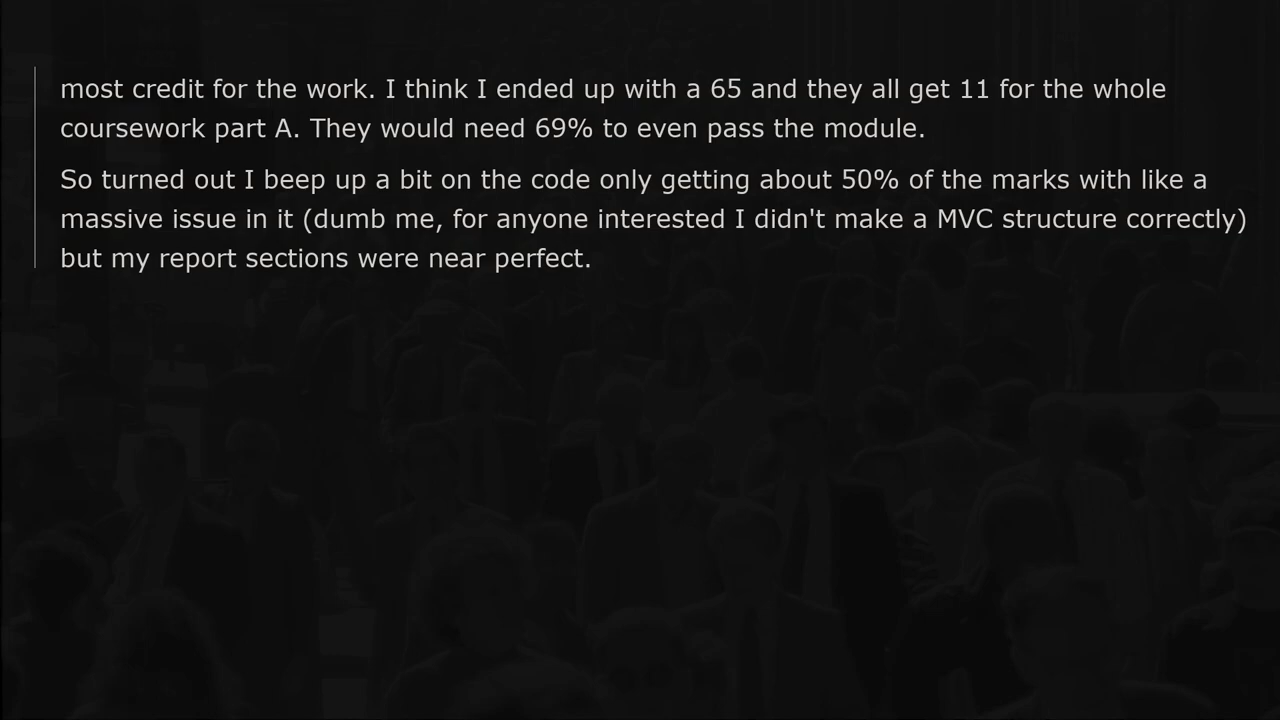 most credit for the work. I think I ended up with a 65 and they all get 11 for the whole
coursework part A. They would need 69% to even pass the module.
So turned out I beep up a bit on the code only getting about 50% of the marks with like a
massive issue in it (dumb me, for anyone interested I didn't make a MVC structure correctly)
but my report sections were near perfect.